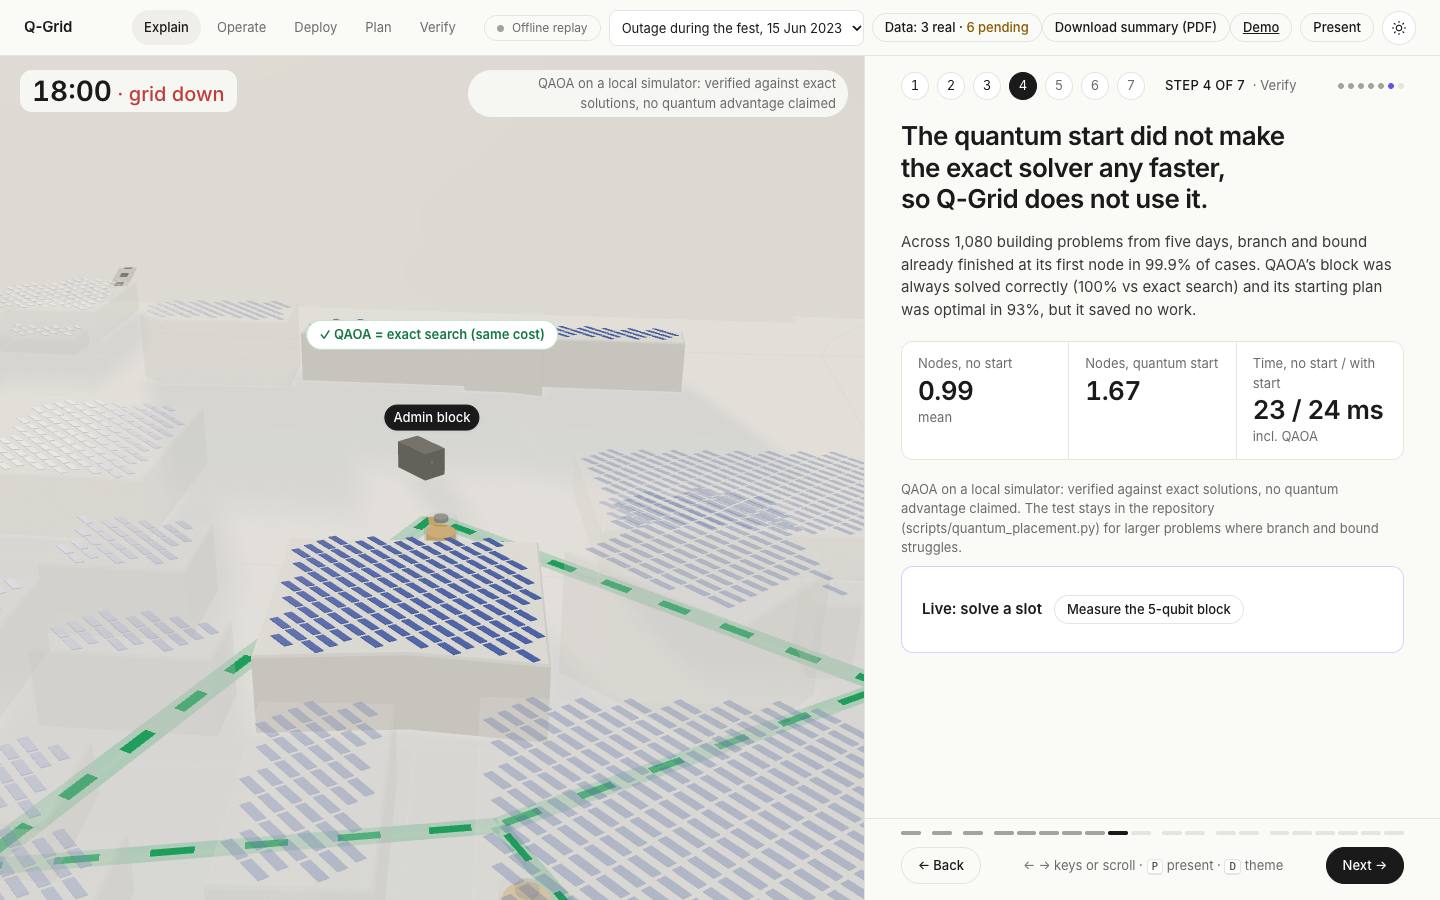 Q-Grid
Explain
Operate
Deploy
Plan
Verify
Offline replay
Outage during the fest, 15 Jun 2023
Data: 3 real · 6 pending
Download summary (PDF)
Demo
Present
18:00 · grid down
QAOA on a local simulator: verified against exact
solutions, no quantum advantage claimed
✓ QAOA = exact search (same cost)
Admin block
1 2 3 4 5 6 7
STEP 4 OF 7 · Verify
The quantum start did not make
the exact solver any faster,
so Q-Grid does not use it.
Across 1,080 building problems from five days, branch and bound
already finished at its first node in 99.9% of cases. QAOA’s block was
always solved correctly (100% vs exact search) and its starting plan
was optimal in 93%, but it saved no work.
Nodes, no start
0.99
mean
Nodes, quantum start
1.67
Time, no start / with
start
23 / 24 ms
incl. QAOA
QAOA on a local simulator: verified against exact solutions, no quantum
advantage claimed. The test stays in the repository
(scripts/quantum_placement.py) for larger problems where branch and bound
struggles.
Live: solve a slot
Measure the 5-qubit block
← Back
← → keys or scroll · P present · D theme
Next →